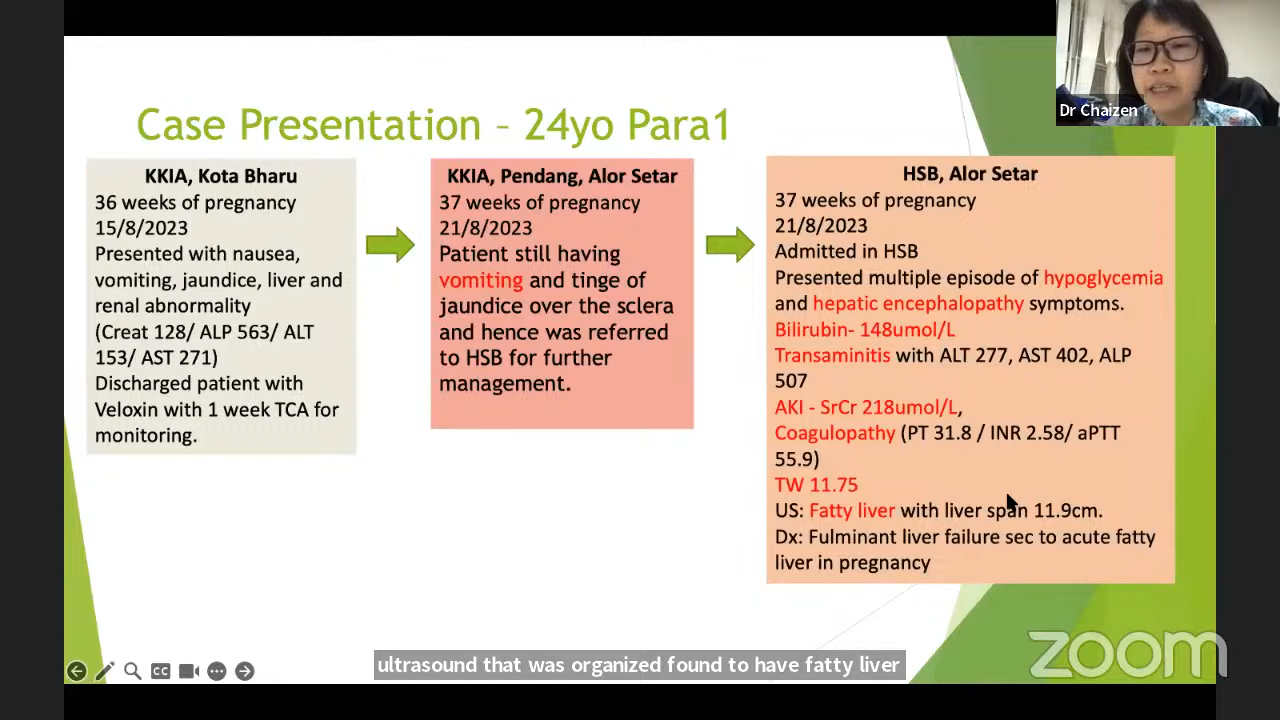 Dr Chaizen
Case Presentation – 24yo Para1
KKIA, Kota Bharu
36 weeks of pregnancy
15/8/2023
Presented with nausea,
vomiting, jaundice, liver and
renal abnormality
(Creat 128/ ALP 563/ ALT
153/ AST 271)
Discharged patient with
Veloxin with 1 week TCA for
monitoring.
KKIA, Pendang, Alor Setar
37 weeks of pregnancy
21/8/2023
Patient still having
vomiting and tinge of
jaundice over the sclera
and hence was referred
to HSB for further
management.
HSB, Alor Setar
37 weeks of pregnancy
21/8/2023
Admitted in HSB
Presented multiple episode of hypoglycemia
and hepatic encephalopathy symptoms.
Bilirubin- 148umol/L
Transaminitis with ALT 277, AST 402, ALP
507
AKI - SrCr 218umol/L,
Coagulopathy (PT 31.8 / INR 2.58/ aPTT
55.9)
TW 11.75
US: Fatty liver with liver span 11.9cm.
Dx: Fulminant liver failure sec to acute fatty
liver in pregnancy
CC
ultrasound that was organized found to have fatty liver
zoom